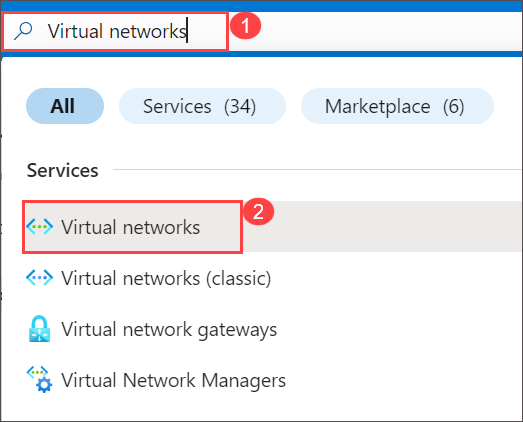 Virtual networks 1
All Services (34) Marketplace (6)
Services
Virtual networks 2
Virtual networks (classic)
Virtual network gateways
Virtual Network Managers